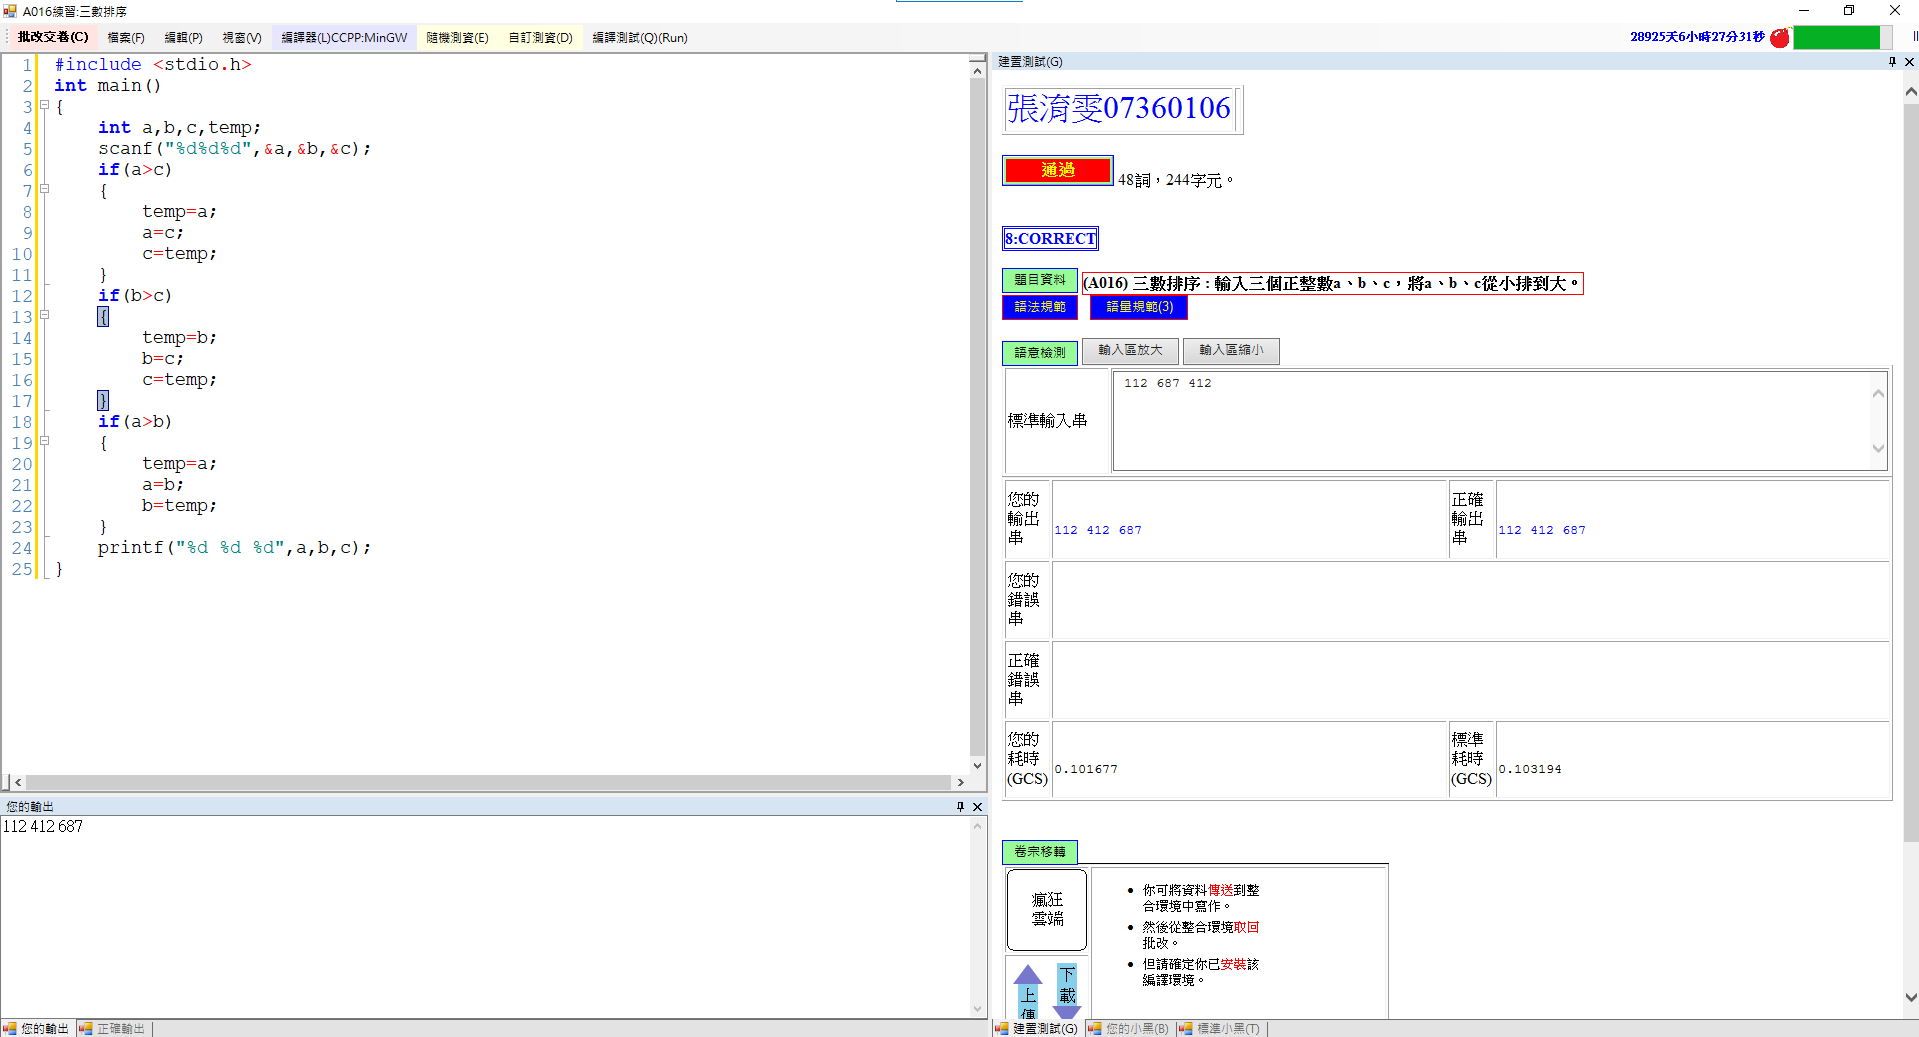 A016練習:三數排序
批改交卷(C) 檔案(F) 編輯(P) 視窗(V) 編譯器(L)CCPP:MinGW 隨機測資(E) 自訂測資(D) 編譯測試(Q)(Run) 28925天6小時27分31秒
1 #include <stdio.h>
2 int main()
3 {
4 int a,b,c,temp;
5 scanf("%d%d%d",&a,&b,&c);
6 if(a>c)
7 {
8 temp=a;
9 a=c;
10 c=temp;
11 }
12 if(b>c)
13 {
14 temp=b;
15 b=c;
16 c=temp;
17 }
18 if(a>b)
19 {
20 temp=a;
21 a=b;
22 b=temp;
23 }
24 printf("%d %d %d",a,b,c);
25 }
您的輸出
112 412 687
您的輸出 正確輸出
建置測試(G)
張淯雯07360106
通過 48詞，244字元。
8:CORRECT
題目資料 (A016) 三數排序：輸入三個正整數a、b、c，將a、b、c從小排到大。
語法規範 語量規範(3)
語意檢測 輸入區放大 輸入區縮小
標準輸入串 112 687 412
您的
輸出
串
112 412 687
正確
輸出
串
112 412 687
您的
錯誤
串
正確
錯誤
串
您的
耗時
(GCS)
0.101677
標準
耗時
(GCS)
0.103194
卷宗移轉
瘋狂
雲端
你可將資料傳送到整
合環境中寫作。
然後從整合環境取回
批改。
但請確定你已安裝該
編譯環境。
上
傳
下
載
建置測試(G) 您的小黑(B) 標準小黑(T)